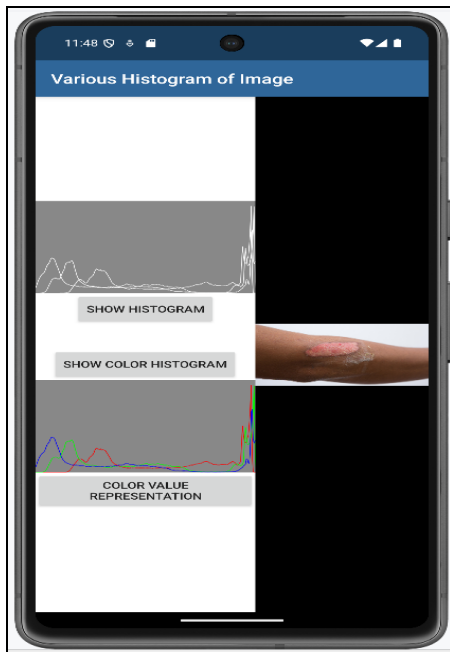 11:48
Various Histogram of Image
SHOW HISTOGRAM
SHOW COLOR HISTOGRAM
COLOR VALUE
REPRESENTATION